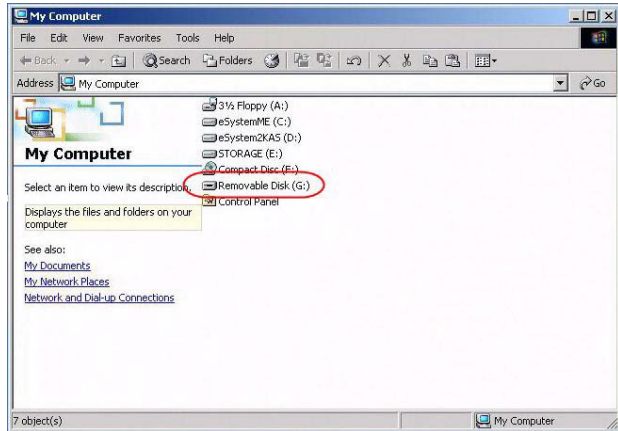 My Computer
File Edit View Favorites Tools Help
Back Search Folders
Address My Computer Go
3½ Floppy (A:)
eSystemME (C:)
eSystem2KAS (D:)
STORAGE (E:)
Compact Disc (F:)
Removable Disk (G:)
Control Panel
My Computer
Select an item to view its description.
Displays the files and folders on your
computer
See also:
My Documents
My Network Places
Network and Dial-up Connections
7 object(s) My Computer